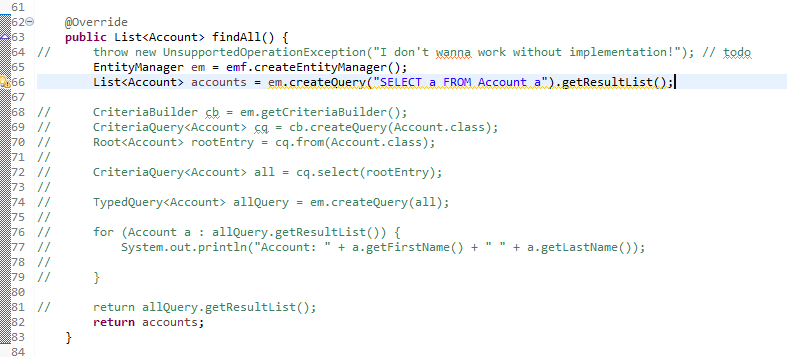 61
62 @Override
63 public List<Account> findAll() {
64 // throw new UnsupportedOperationException("I don't wanna work without implementation!"); // todo
65 EntityManager em = emf.createEntityManager();
66 List<Account> accounts = em.createQuery("SELECT a FROM Account a").getResultList();
67
68 // CriteriaBuilder cb = em.getCriteriaBuilder();
69 // CriteriaQuery<Account> cq = cb.createQuery(Account.class);
70 // Root<Account> rootEntry = cq.from(Account.class);
71 //
72 // CriteriaQuery<Account> all = cq.select(rootEntry);
73 //
74 // TypedQuery<Account> allQuery = em.createQuery(all);
75 //
76 // for (Account a : allQuery.getResultList()) {
77 // System.out.println("Account: " + a.getFirstName() + " " + a.getLastName());
78 //
79 // }
80
81 // return allQuery.getResultList();
82 return accounts;
83 }
84